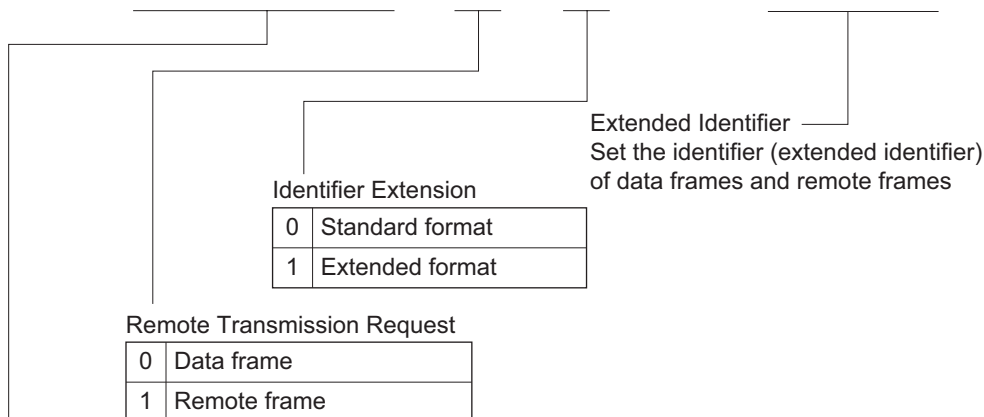 Extended Identifier
Set the identifier (extended identifier)
of data frames and remote frames
Identifier Extension
0 Standard format
1 Extended format
Remote Transmission Request
0 Data frame
1 Remote frame